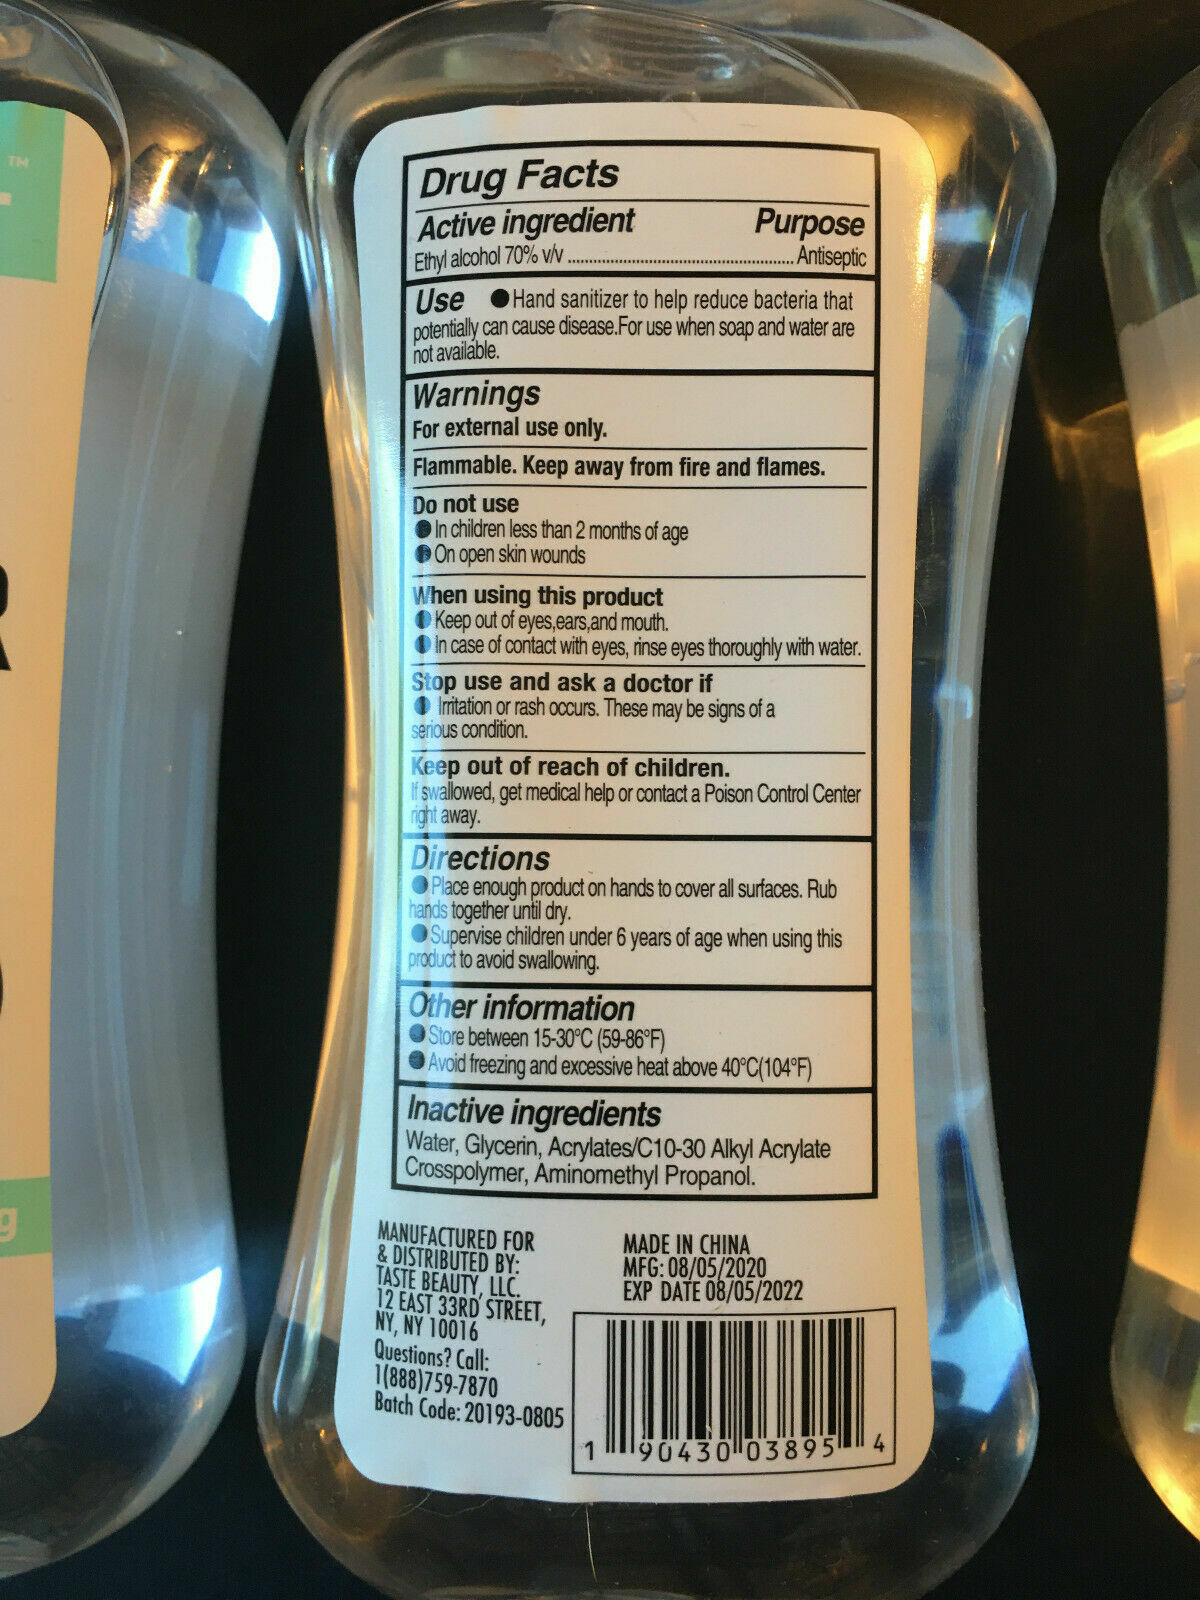 TM
R
g
Drug Facts
Active ingredient Purpose
Ethyl alcohol 70% v/v ........................................................ Antiseptic
Use ● Hand sanitizer to help reduce bacteria that
potentially can cause disease.For use when soap and water are
not available.
Warnings
For external use only.
Flammable. Keep away from fire and flames.
Do not use
● In children less than 2 months of age
● On open skin wounds
When using this product
● Keep out of eyes,ears,and mouth.
● In case of contact with eyes, rinse eyes thoroughly with water.
Stop use and ask a doctor if
● Irritation or rash occurs. These may be signs of a
serious condition.
Keep out of reach of children.
If swallowed, get medical help or contact a Poison Control Center
right away.
Directions
● Place enough product on hands to cover all surfaces. Rub
hands together until dry.
● Supervise children under 6 years of age when using this
product to avoid swallowing.
Other information
● Store between 15-30°C (59-86°F)
● Avoid freezing and excessive heat above 40°C(104°F)
Inactive ingredients
Water, Glycerin, Acrylates/C10-30 Alkyl Acrylate
Crosspolymer, Aminomethyl Propanol.
MANUFACTURED FOR
& DISTRIBUTED BY:
TASTE BEAUTY, LLC.
12 EAST 33RD STREET,
NY, NY 10016
Questions? Call:
1(888)759-7870
Batch Code: 20193-0805
MADE IN CHINA
MFG: 08/05/2020
EXP DATE 08/05/2022
1 90430 03895 4